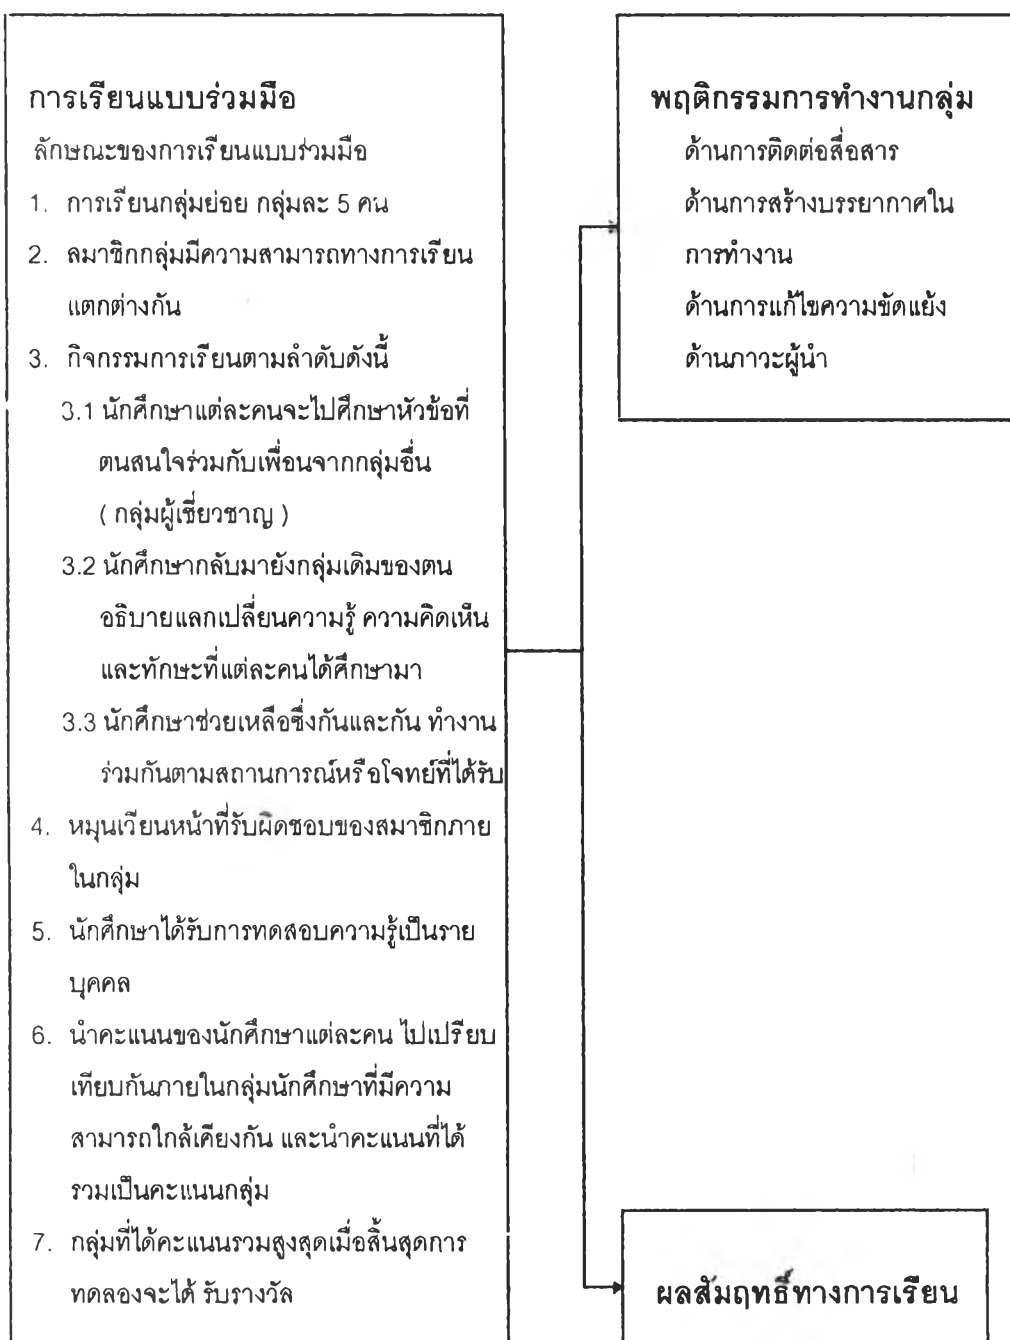 การเรียนแบบร่วมมือ
ลักษณะของการเรียนแบบร่วมมือ
1. การเรียนกลุ่มย่อย กลุ่มละ 5 คน
2. สมาชิกกลุ่มมีความสามารถทางการเรียน
แตกต่างกัน
3. กิจกรรมการเรียนตามลำดับดังนี้
3.1 นักศึกษาแต่ละคนจะไปศึกษาหัวข้อที่
ตนสนใจร่วมกับเพื่อนจากกลุ่มอื่น
( กลุ่มผู้เชี่ยวชาญ )
3.2 นักศึกษากลับมายังกลุ่มเดิมของตน
อธิบายแลกเปลี่ยนความรู้ ความคิดเห็น
และทักษะที่แต่ละคนได้ศึกษามา
3.3 นักศึกษาช่วยเหลือซึ่งกันและกัน ทำงาน
ร่วมกันตามสถานการณ์หรือโจทย์ที่ได้รับ
4. หมุนเวียนหน้าที่รับผิดชอบของสมาชิกภาย
ในกลุ่ม
5. นักศึกษาได้รับการทดสอบความรู้เป็นราย
บุคคล
6. นำคะแนนของนักศึกษาแต่ละคน ไปเปรียบ
เทียบกันภายในกลุ่มนักศึกษาที่มีความ
สามารถใกล้เคียงกัน และนำคะแนนที่ได้
รวมเป็นคะแนนกลุ่ม
7. กลุ่มที่ได้คะแนนรวมสูงสุดเมื่อสิ้นสุดการ
ทดลองจะได้ รับรางวัล
พฤติกรรมการทำงานกลุ่ม
ด้านการติดต่อสื่อสาร
ด้านการสร้างบรรยากาศใน
การทำงาน
ด้านการแก้ไขความขัดแย้ง
ด้านภาวะผู้นำ
ผลสัมฤทธิ์ทางการเรียน